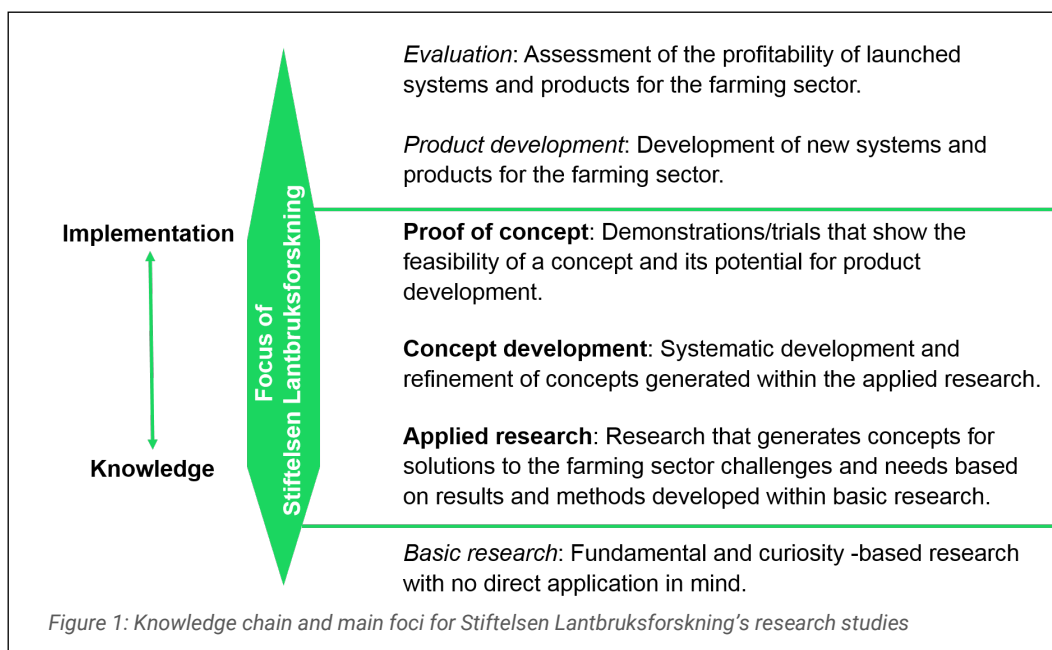 Evaluation: Assessment of the profitability of launched
systems and products for the farming sector.
Product development: Development of new systems and
products for the farming sector.
Implementation
Knowledge
Focus of
Stiftelsen Lantbruksforskning
Proof of concept: Demonstrations/trials that show the
feasibility of a concept and its potential for product
development.
Concept development: Systematic development and
refinement of concepts generated within the applied research.
Applied research: Research that generates concepts for
solutions to the farming sector challenges and needs based
on results and methods developed within basic research.
Basic research: Fundamental and curiosity -based research
with no direct application in mind.
Figure 1: Knowledge chain and main foci for Stiftelsen Lantbruksforskning’s research studies